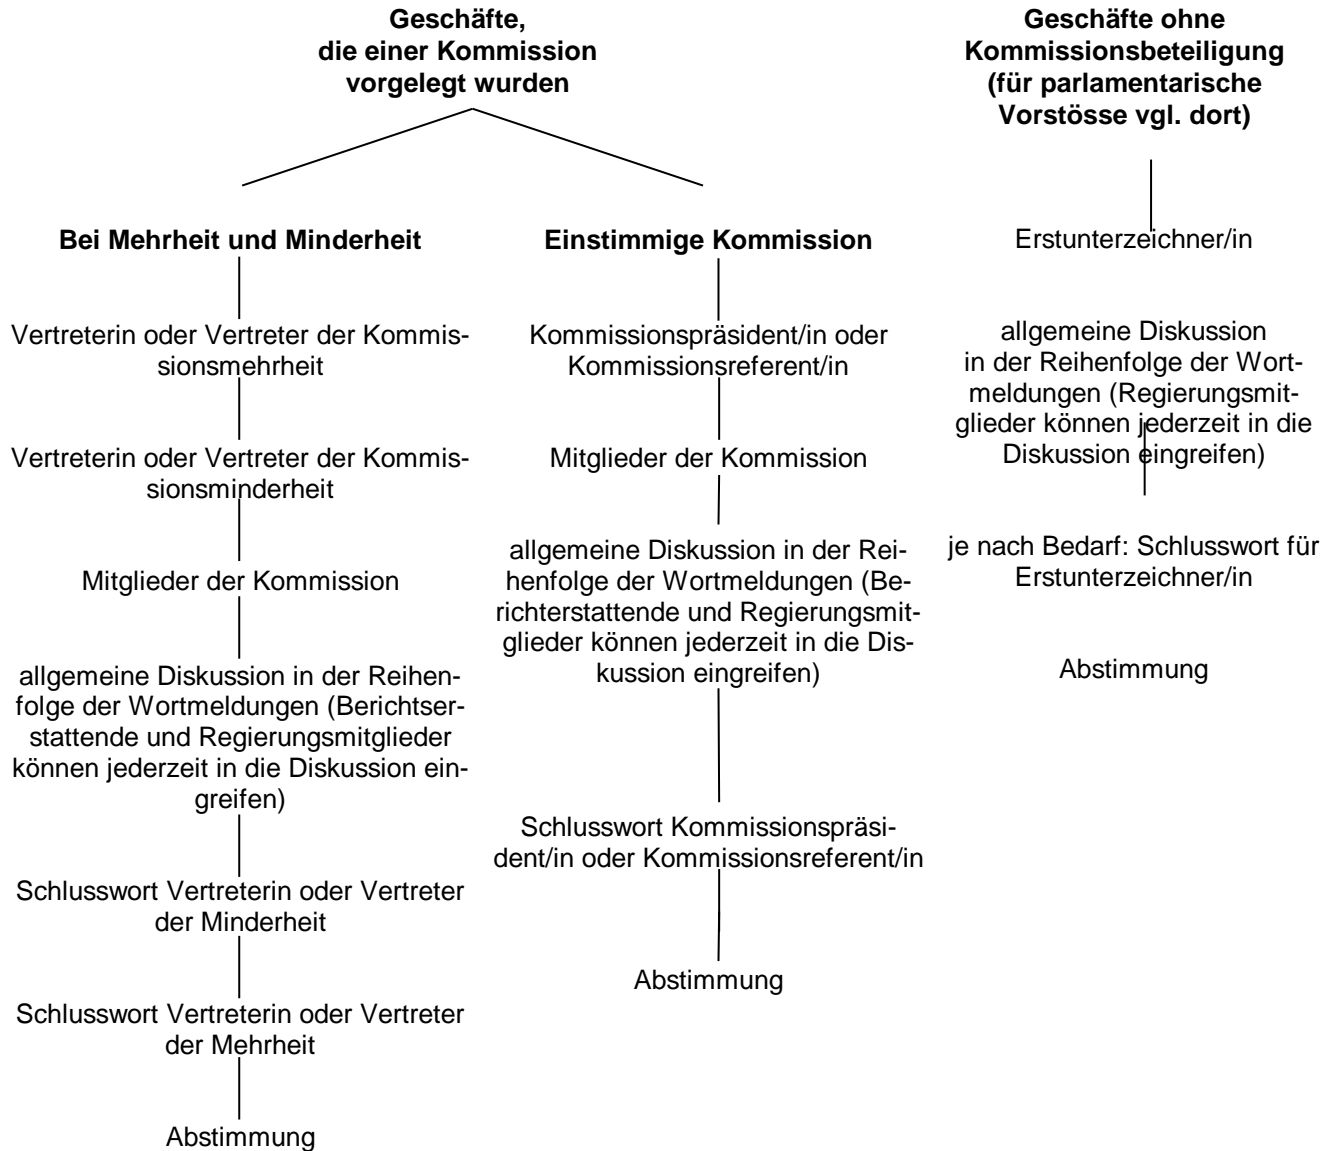 Geschäfte,
die einer Kommission
vorgelegt wurden
Bei Mehrheit und Minderheit
Vertreterin oder Vertreter der Kommis-
sionsmehrheit
Vertreterin oder Vertreter der Kommis-
sionsminderheit
Mitglieder der Kommission
allgemeine Diskussion in der Reihen-
folge der Wortmeldungen (Berichtser-
stattende und Regierungsmitglieder
können jederzeit in die Diskussion ein-
greifen)
Schlusswort Vertreterin oder Vertreter
der Minderheit
Schlusswort Vertreterin oder Vertreter
der Mehrheit
Abstimmung
Einstimmige Kommission
Kommissionspräsident/in oder
Kommissionsreferent/in
Mitglieder der Kommission
allgemeine Diskussion in der Rei-
henfolge der Wortmeldungen (Be-
richterstattende und Regierungsmit-
glieder können jederzeit in die Dis-
kussion eingreifen)
Schlusswort Kommissionspräsi-
dent/in oder Kommissionsreferent/in
Abstimmung
Geschäfte ohne
Kommissionsbeteiligung
(für parlamentarische
Vorstösse vgl. dort)
Erstunterzeichner/in
allgemeine Diskussion
in der Reihenfolge der Wort-
meldungen (Regierungsmit-
glieder können jederzeit in die
Diskussion eingreifen)
je nach Bedarf: Schlusswort für
Erstunterzeichner/in
Abstimmung